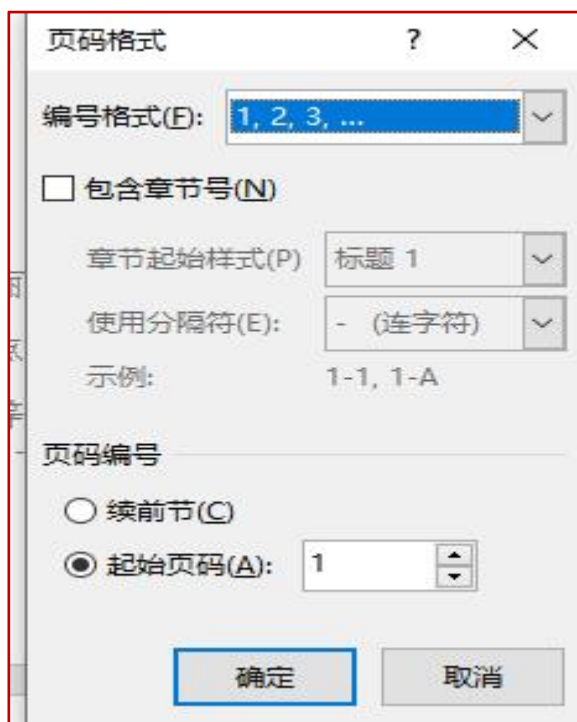 页码格式 ? ×
编号格式(F): 1, 2, 3, ...
包含章节号(N)
章节起始样式(P) 标题 1
使用分隔符(E): - (连字符)
示例: 1-1, 1-A
页码编号
续前节(C)
起始页码(A): 1
确定 取消